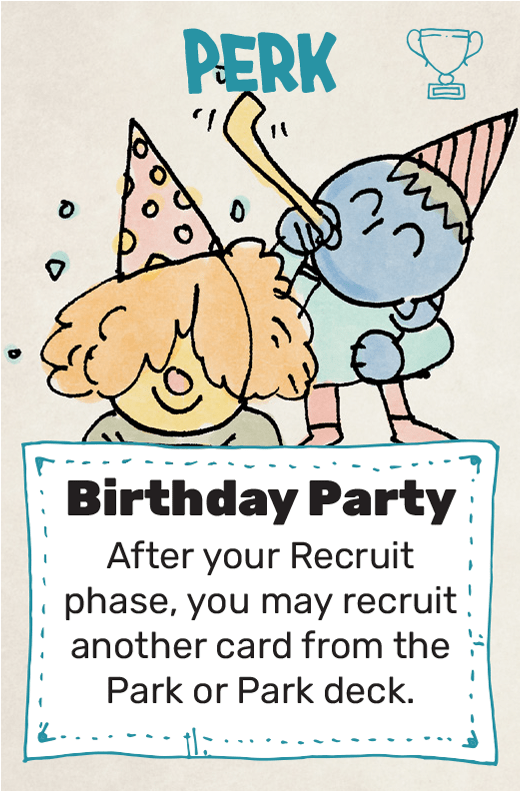 PERK
Birthday Party
After your Recruit
phase, you may recruit
another card from the
Park or Park deck.